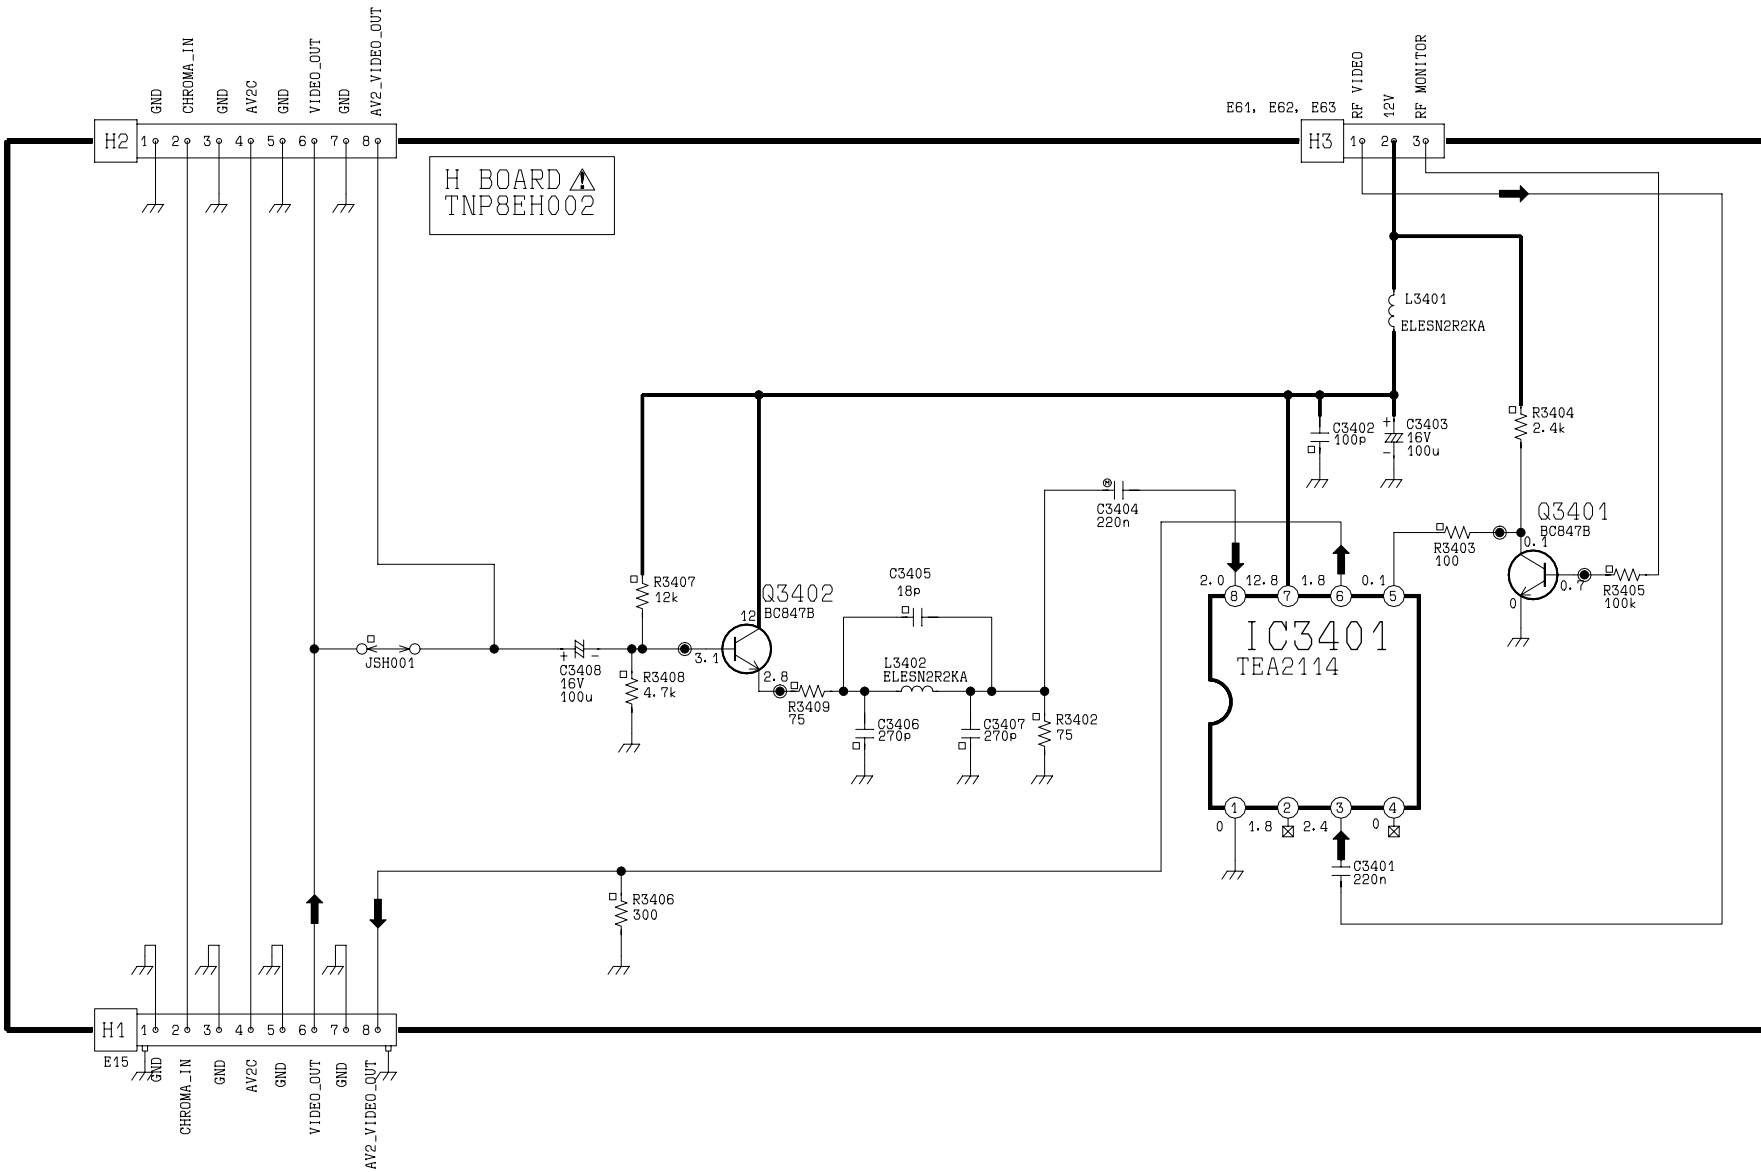 GND
CHROMA_IN
GND
AV2C
GND
VIDEO_OUT
GND
AV2_VIDEO_OUT
H2 1 2 3 4 5 6 7 8
E61, E62, E63
RF VIDEO
12V
RF MONITOR
H3 1 2 3
H BOARD
TNP8EH002
L3401
ELESN2R2KA
R3404
2.4k
C3402
100p
+
C3403
16V
100u
-
C3404
220n
M
Q3401
BC847B
R3403
100
0.1
0.7
0
R3405
100k
R3407
12k
Q3402
BC847B
12
3.1
2.8
C3405
18p
2.0 12.8 1.8 0.1
8 7 6 5
IC3401
TEA2114
JSH001
+ -
C3408
16V
100u
R3408
4.7k
L3402
ELESN2R2KA
R3409
75
C3406
270p
C3407
270p
R3402
75
1 2 3 4
0 1.8 2.4 0
C3401
220n
R3406
300
H1 1 2 3 4 5 6 7 8
E15
GND
CHROMA_IN
GND
AV2C
GND
VIDEO_OUT
GND
AV2_VIDEO_OUT